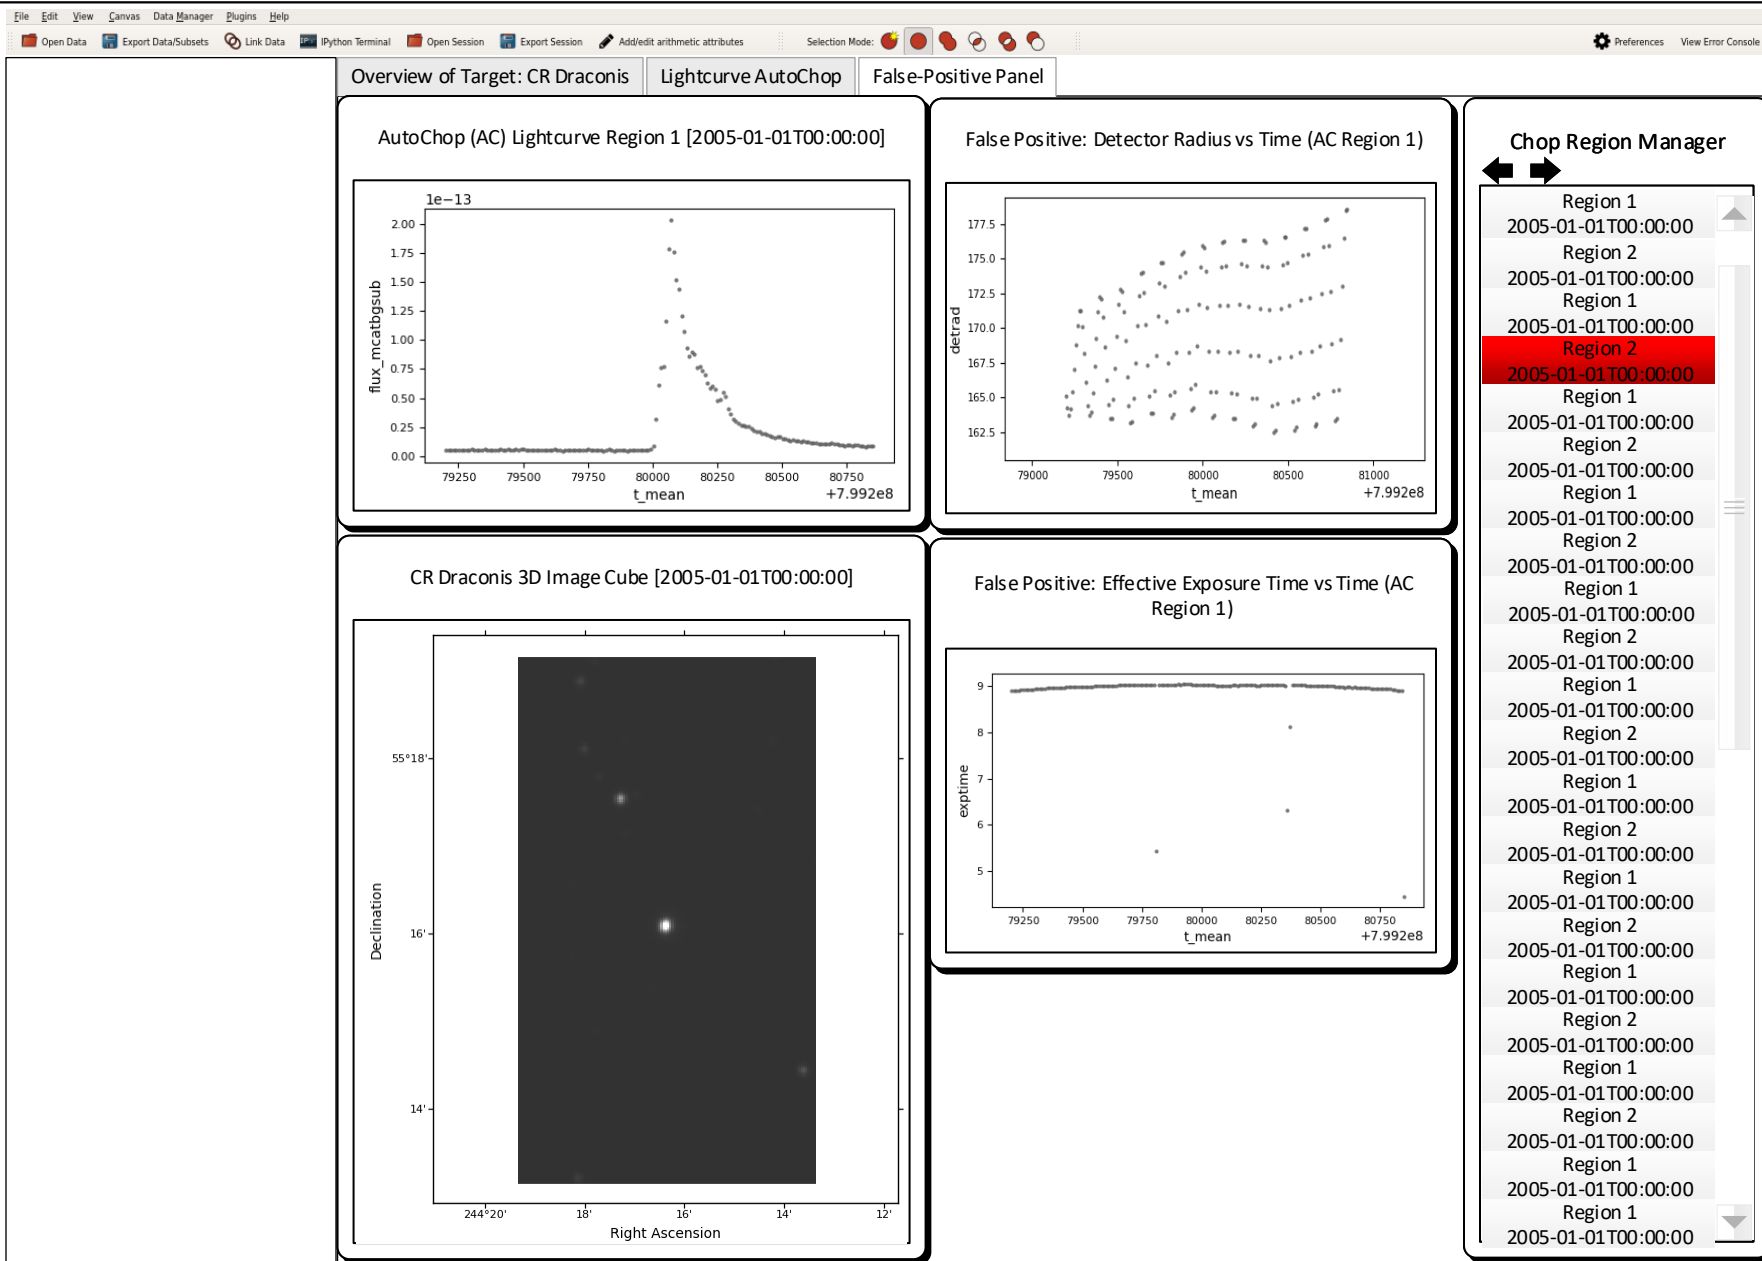 File Edit View Canvas Data Manager Plugins Help
Open Data Export Data/Subsets Link Data IPython Terminal Open Session Export Session Add/edit arithmetic attributes Selection Mode: Preferences View Error Console
Overview of Target: CR Draconis Lightcurve AutoChop False-Positive Panel
AutoChop (AC) Lightcurve Region 1 [2005-01-01T00:00:00]
1e−13
2.00
1.75
1.50
1.25
1.00
0.75
0.50
0.25
0.00
flux_mcatbgsub
79250 79500 79750 80000 80250 80500 80750
t_mean
+7.992e8
False Positive: Detector Radius vs Time (AC Region 1)
177.5
175.0
172.5
170.0
167.5
165.0
162.5
detrad
79000 79500 80000 80500 81000
t_mean
+7.992e8
CR Draconis 3D Image Cube [2005-01-01T00:00:00]
55°18'
16'
14'
Declination
244°20' 18' 16' 14' 12'
Right Ascension
False Positive: Effective Exposure Time vs Time (AC
Region 1)
9
8
7
6
5
exptime
79250 79500 79750 80000 80250 80500 80750
t_mean
+7.992e8
Chop Region Manager
Region 1
2005-01-01T00:00:00
Region 2
2005-01-01T00:00:00
Region 1
2005-01-01T00:00:00
Region 2
2005-01-01T00:00:00
Region 1
2005-01-01T00:00:00
Region 2
2005-01-01T00:00:00
Region 1
2005-01-01T00:00:00
Region 2
2005-01-01T00:00:00
Region 1
2005-01-01T00:00:00
Region 2
2005-01-01T00:00:00
Region 1
2005-01-01T00:00:00
Region 2
2005-01-01T00:00:00
Region 1
2005-01-01T00:00:00
Region 2
2005-01-01T00:00:00
Region 1
2005-01-01T00:00:00
Region 2
2005-01-01T00:00:00
Region 1
2005-01-01T00:00:00
Region 2
2005-01-01T00:00:00
Region 1
2005-01-01T00:00:00
Region 2
2005-01-01T00:00:00
Region 1
2005-01-01T00:00:00
Region 1
2005-01-01T00:00:00